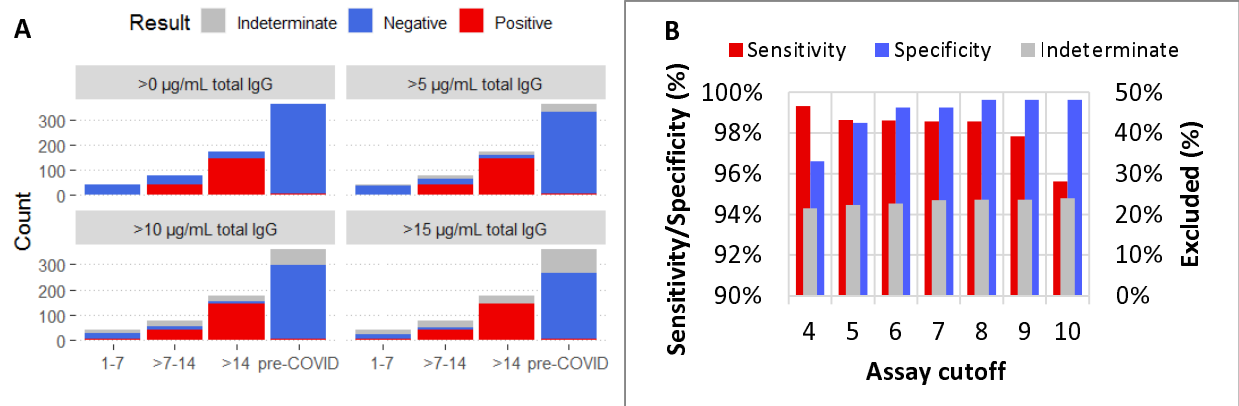 A
Result Indeterminate Negative Positive
>0 µg/mL total IgG
>5 µg/mL total IgG
300
200
100
0
>10 µg/mL total IgG
>15 µg/mL total IgG
300
200
100
0
Count
1-7 >7-14 >14 pre-COVID
1-7 >7-14 >14 pre-COVID
B
Sensitivity Specificity Indeterminate
Sensitivity/Specificity (%)
100%
98%
96%
94%
92%
90%
50%
40%
30%
20%
10%
0%
Excluded (%)
4 5 6 7 8 9 10
Assay cutoff